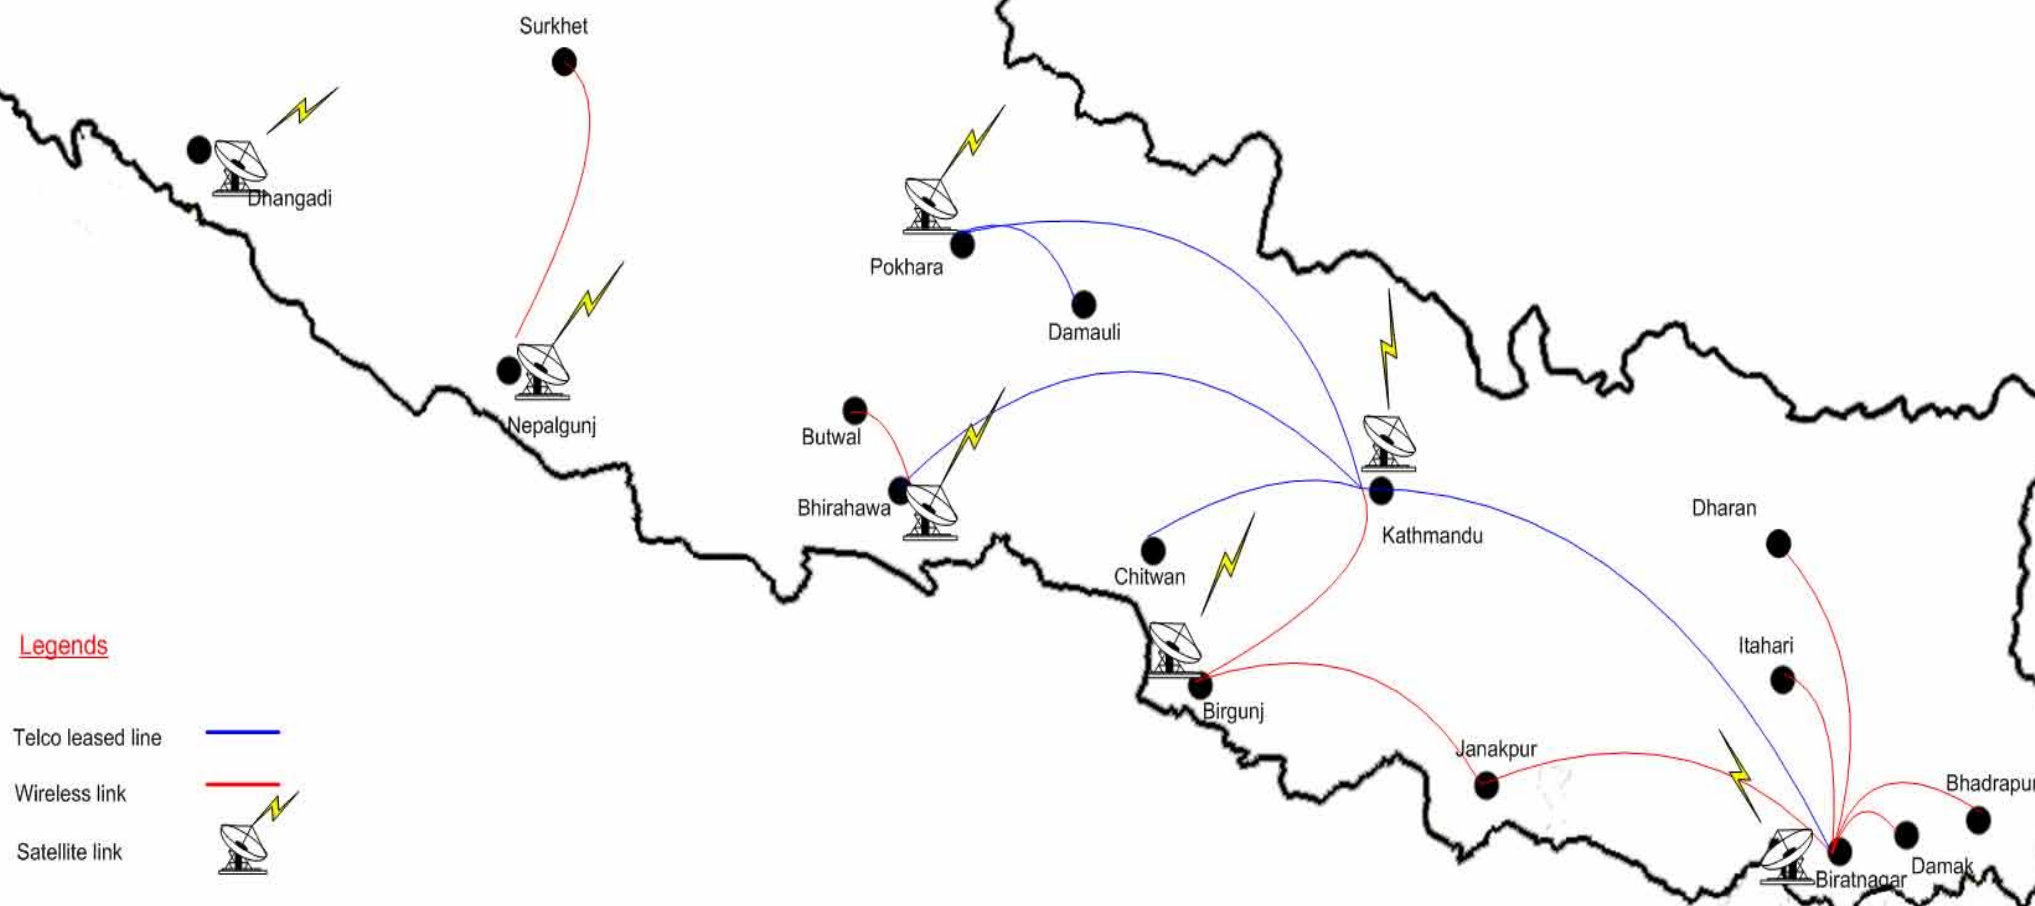 Surkhet
Dhangadi
Pokhara
Damauli
Nepalgunj
Butwal
Bhirahawa
Kathmandu
Dharan
Chitwan
Itahari
Legends
Birgunj
Telco leased line
Janakpur
Wireless link
Bhadrapur
Satellite link
Damak
Biratnagar